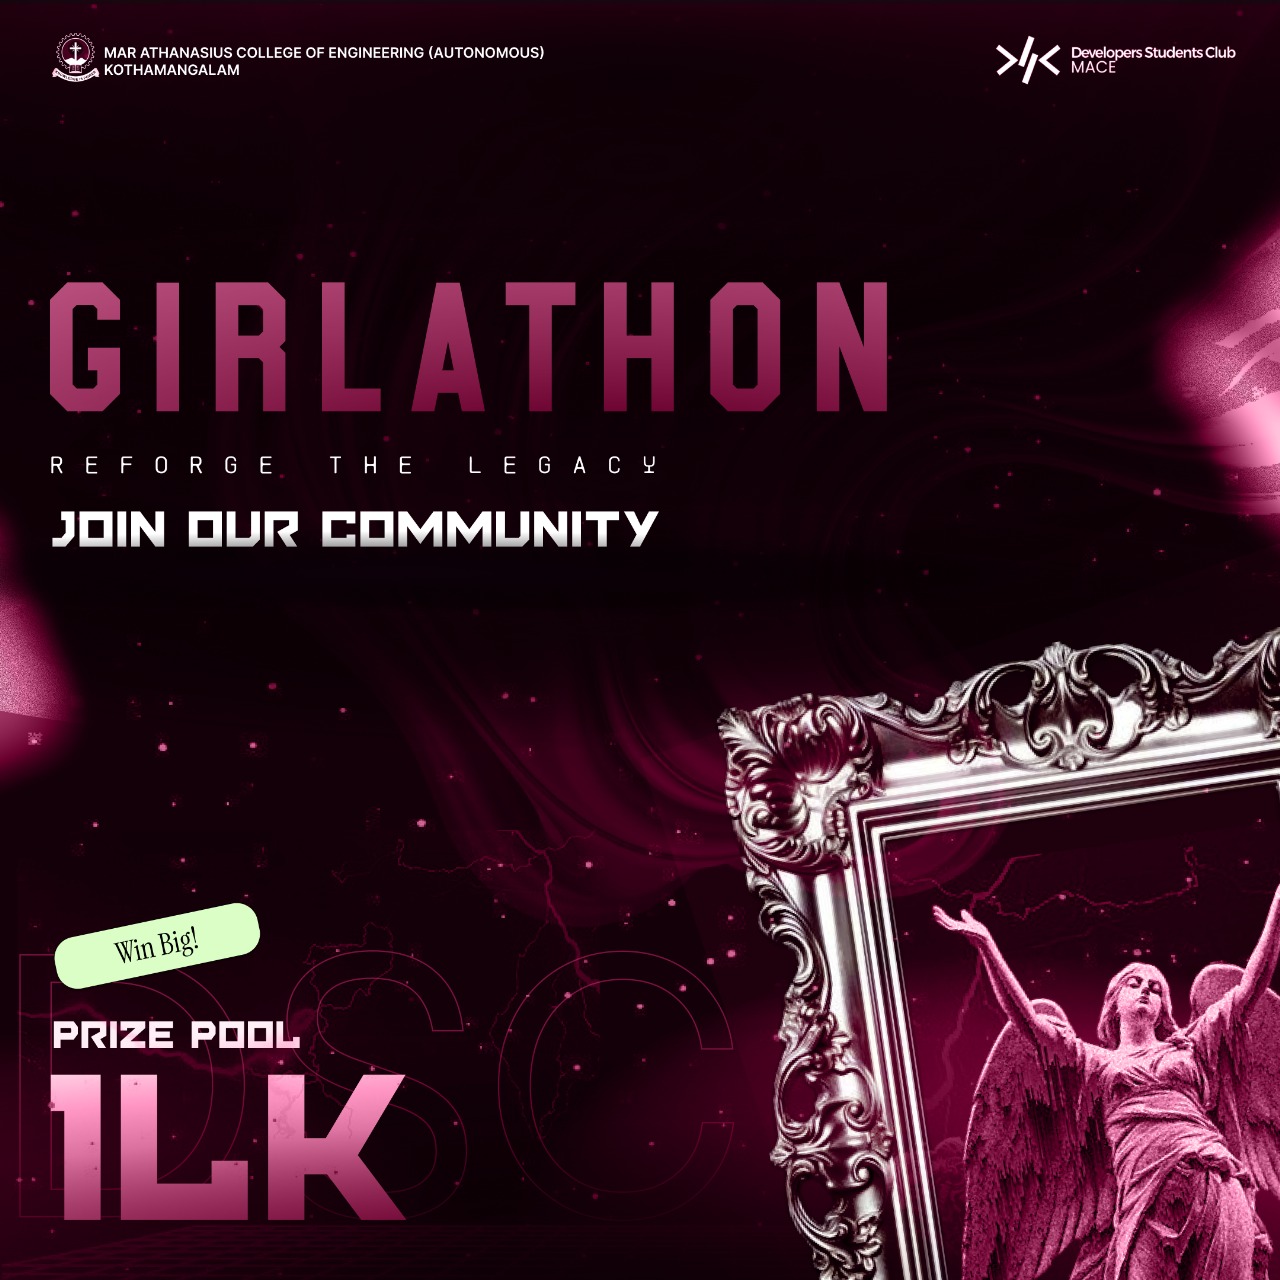 MAR ATHANASIUS COLLEGE OF ENGINEERING (AUTONOMOUS)
KOTHAMANGALAM
Developers Students Club
MACE
GIRLATHON
REFORGE THE LEGACY
JOIN OUR COMMUNITY
Win Big!
DSC
PRIZE POOL
1LK